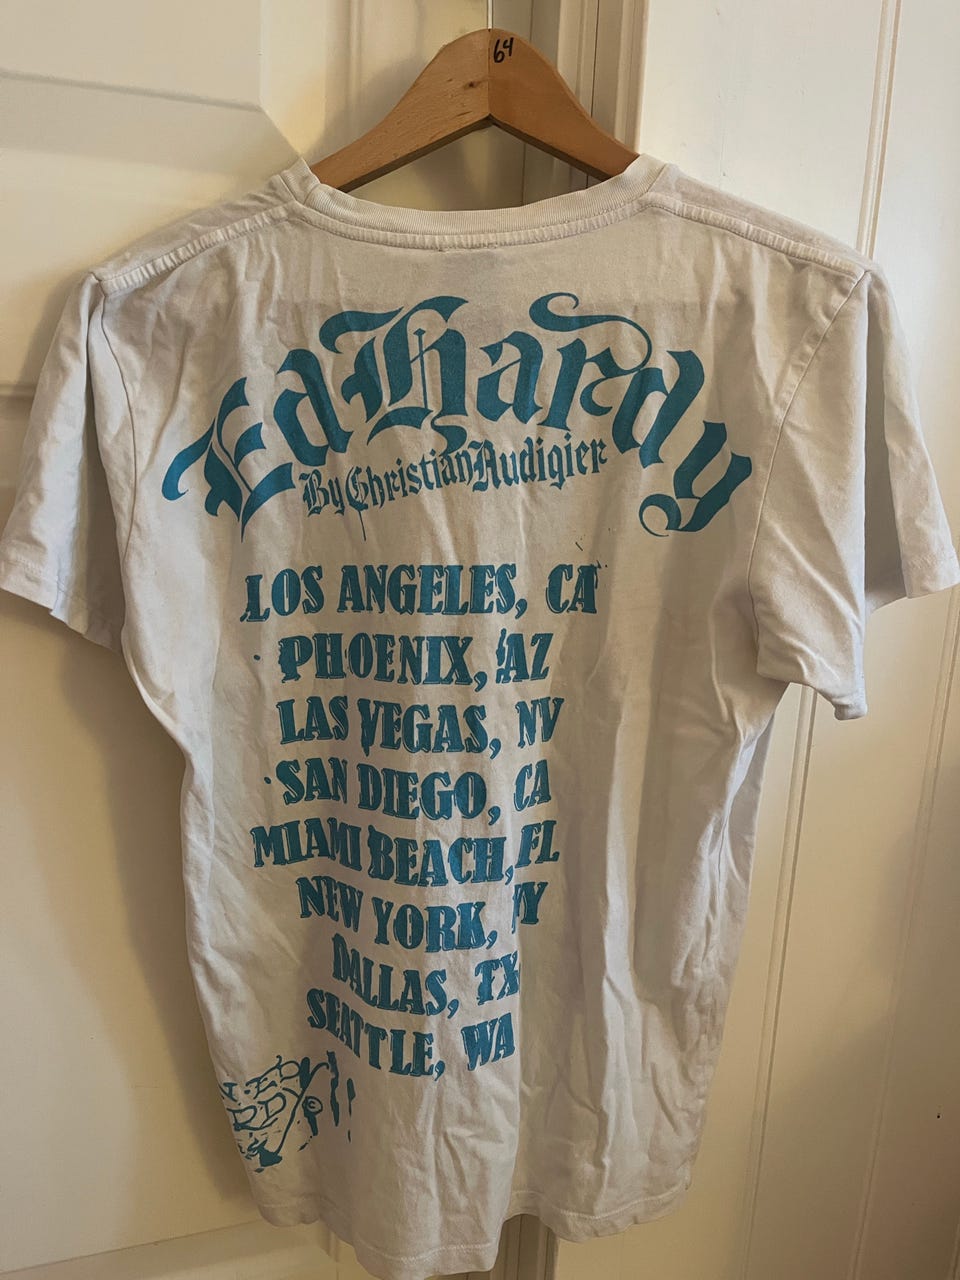 64
Ed Hardy
By Christian Audigier
LOS ANGELES, CA
PHOENIX, AZ
LAS VEGAS, NV
SAN DIEGO, CA
MIAMI BEACH, FL
NEW YORK, NY
DALLAS, TX
SEATTLE, WA
©